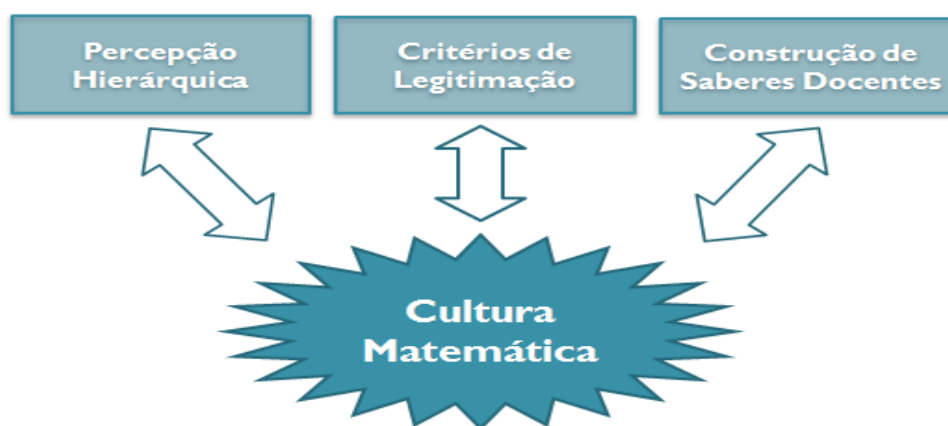 Percepção
Hierárquica
Critérios de
Legitimação
Construção de
Saberes Docentes
Cultura
Matemática